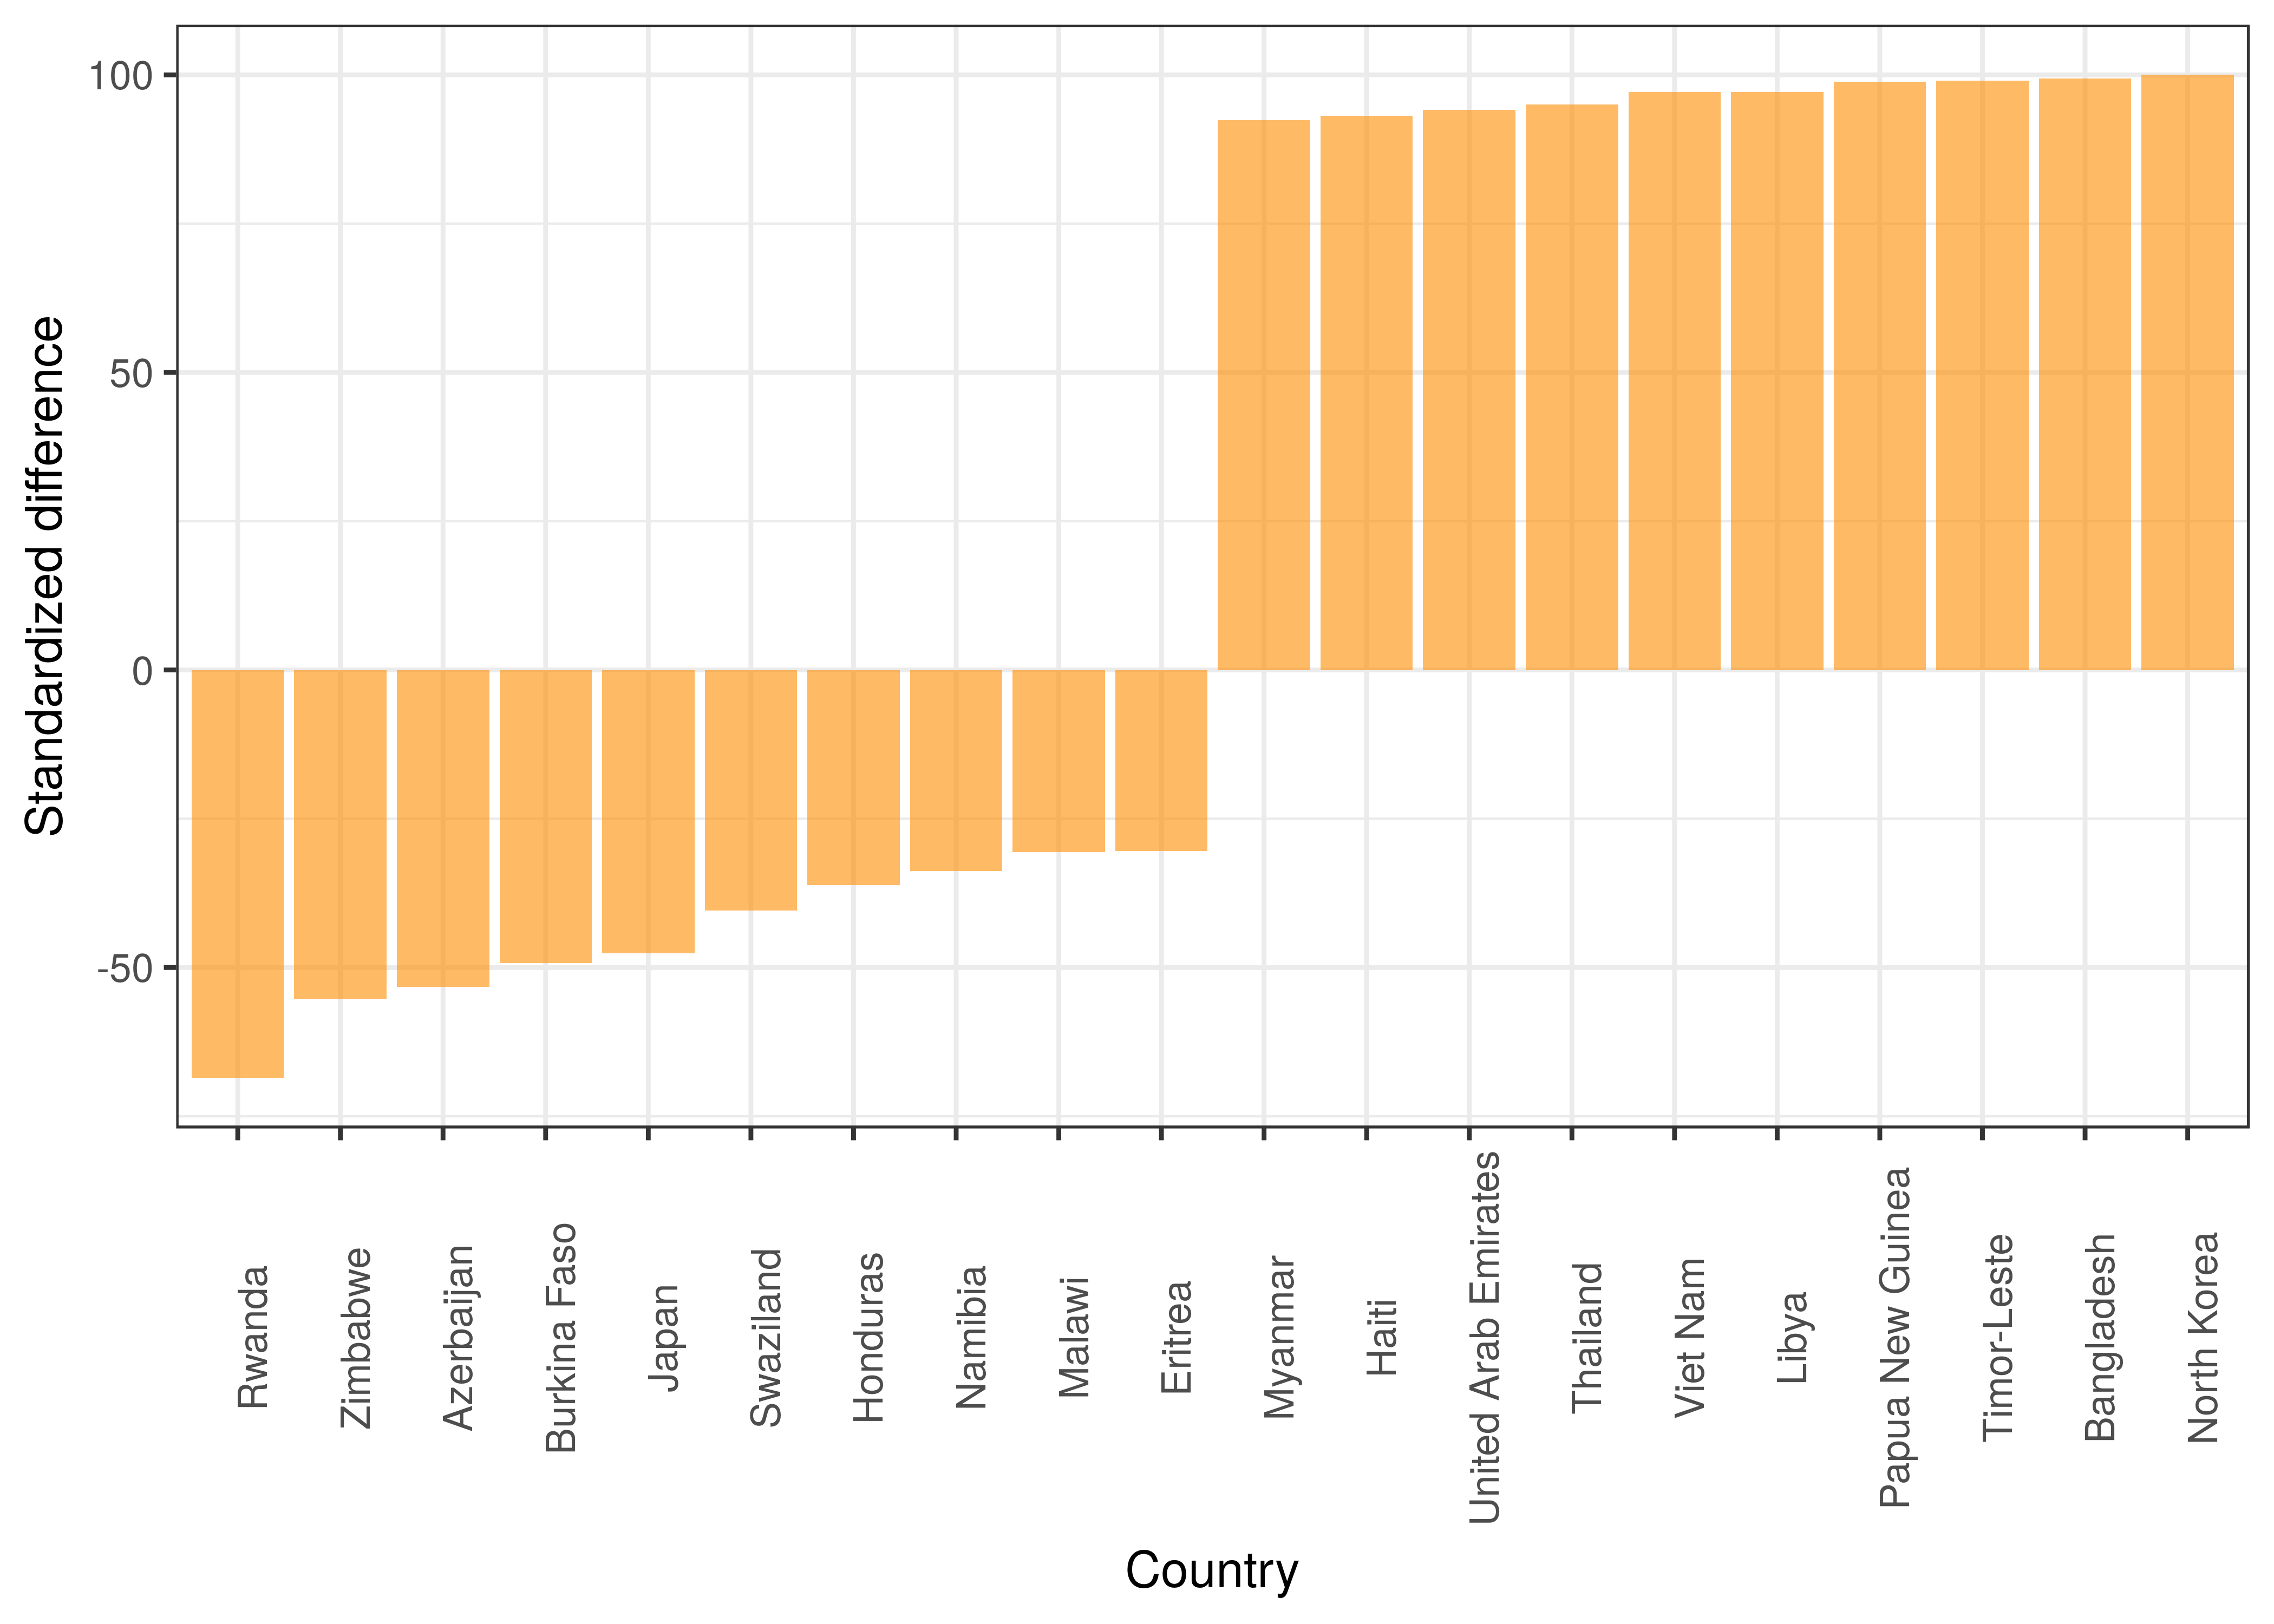 Standardized difference
100
50
0
-50
Rwanda
Zimbabwe
Azerbaijan
Burkina Faso
Japan
Swaziland
Honduras
Namibia
Malawi
Eritrea
Myanmar
Haiti
United Arab Emirates
Thailand
Viet Nam
Libya
Papua New Guinea
Timor-Leste
Bangladesh
North Korea
Country